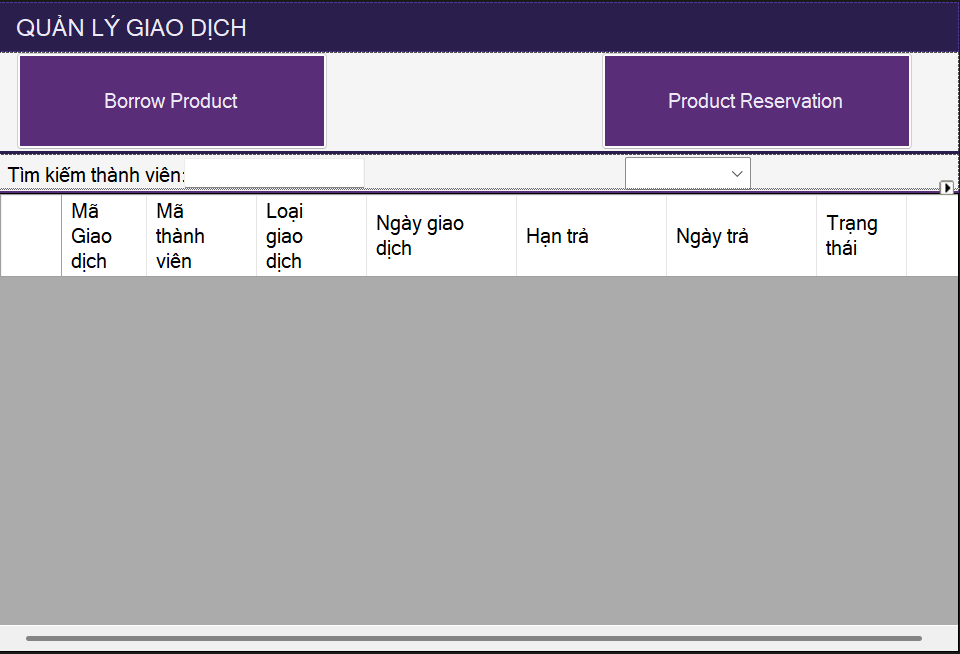 QUẢN LÝ GIAO DỊCH
Borrow Product
Product Reservation
Tìm kiếm thành viên:
Mã
Giao
dịch
Mã
thành
viên
Loại
giao
dịch
Ngày giao
dịch
Hạn trả
Ngày trả
Trạng
thái